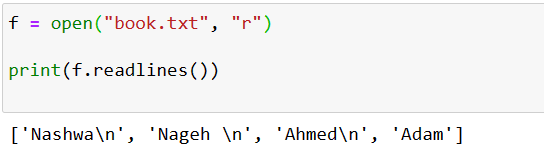 f = open("book.txt", "r")
print(f.readlines())
['Nashwa\n', 'Nageh \n', 'Ahmed\n', 'Adam']